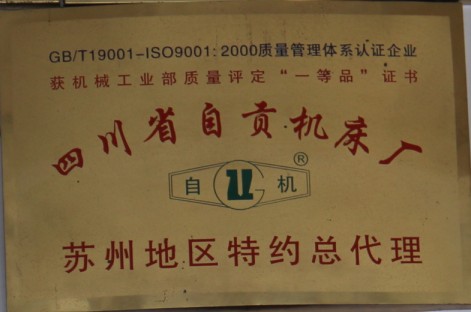 GB/T19001-ISO9001:2000质量管理体系认证企业
获机械工业部质量评定“一等品”证书
四川省自贡机床厂
自 机 ®
苏州地区特约总代理